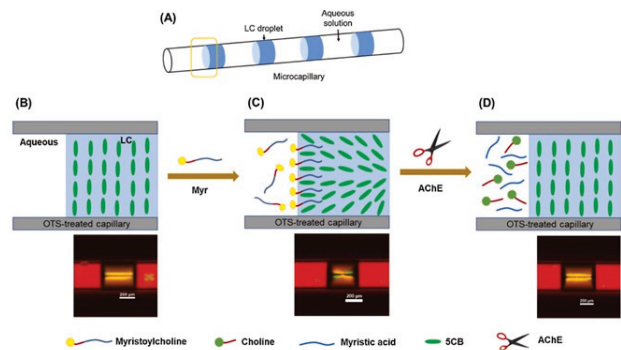 (A)
LC droplet
Aqueous
solution
Microcapillary
(B)
(C)
(D)
Aqueous
LC
Myr
AChE
OTS-treated capillary
OTS-treated capillary
OTS-treated capillary
200 µm
200 µm
200 µm
Myristoylcholine
Choline
Myristic acid
5CB
AChE